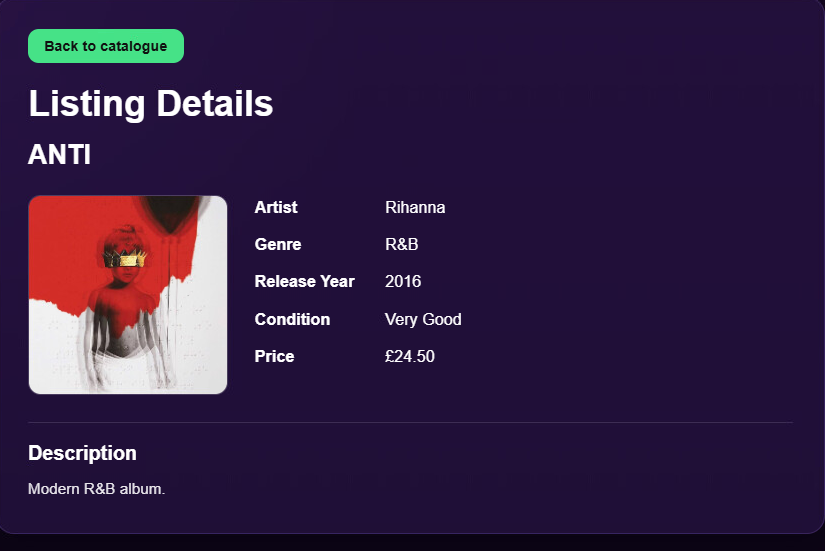 Back to catalogue
Listing Details
ANTI
Artist Rihanna
Genre R&B
Release Year 2016
Condition Very Good
Price £24.50
Description
Modern R&B album.